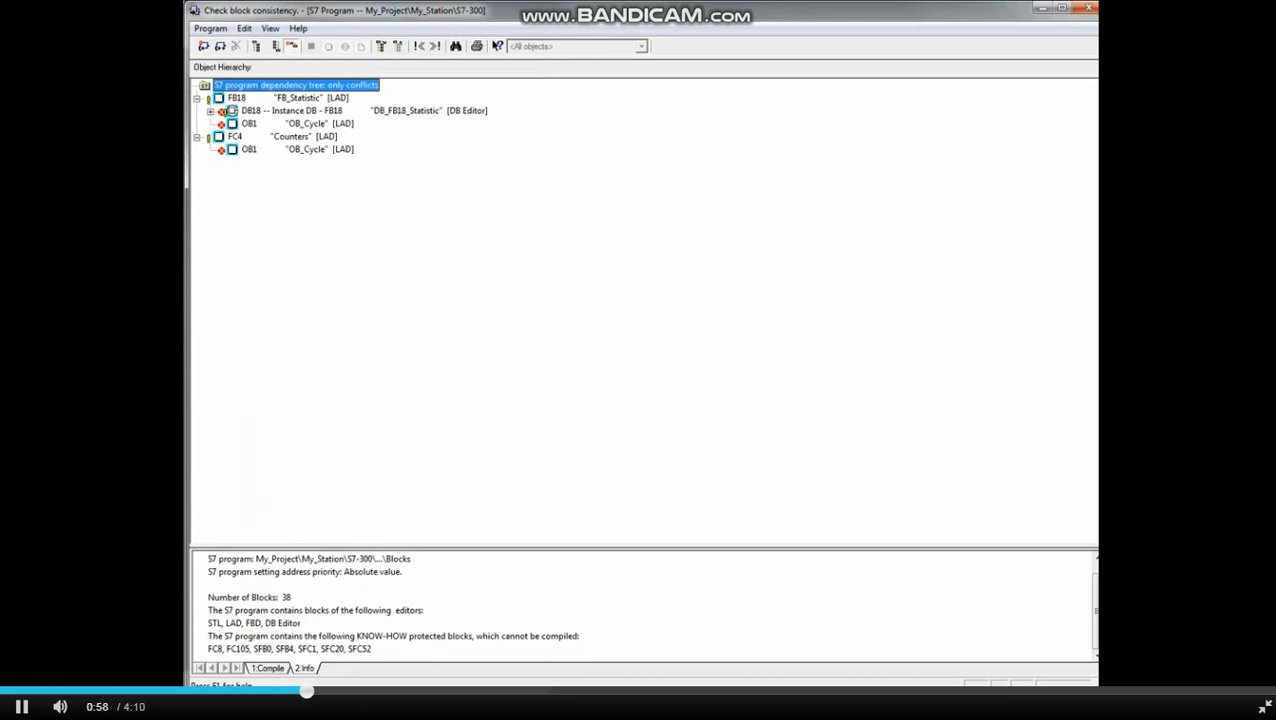 Check block consistency. - [S7 Program -- My_Project\My_Station\S7-300]
www.BANDICAM.com
Program Edit View Help
<All objects>
Object Hierarchy:
S7 program dependency tree: only conflicts
FB18 "FB_Statistic" [LAD]
DB18 -- Instance DB - FB18 "DB_FB18_Statistic" [DB Editor]
OB1 "OB_Cycle" [LAD]
FC4 "Counters" [LAD]
OB1 "OB_Cycle" [LAD]
S7 program: My_Project\My_Station\S7-300\...\Blocks
S7 program setting address priority: Absolute value.
Number of Blocks: 38
The S7 program contains blocks of the following editors:
STL, LAD, FBD, DB Editor
The S7 program contains the following KNOW-HOW protected blocks, which cannot be compiled:
FC8, FC105, SFB0, SFB4, SFC1, SFC20, SFC52
1:Compile 2:Info
Press F1 for help.
0:58 / 4:10